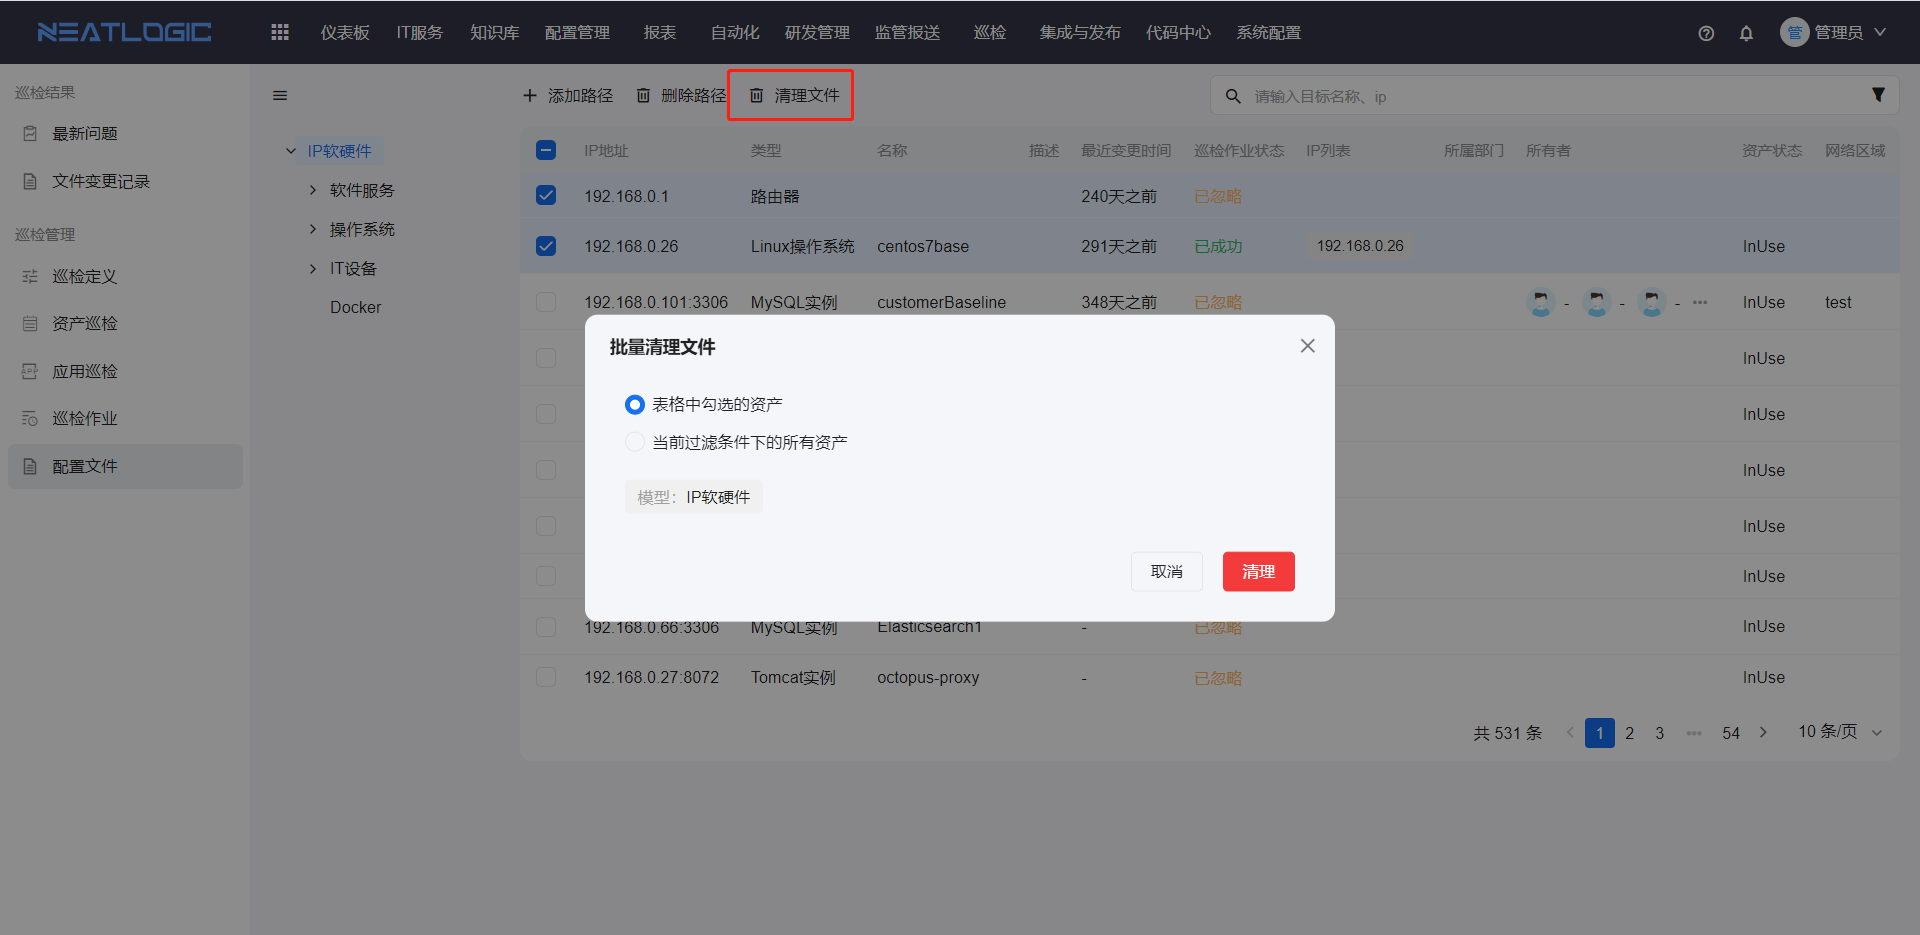 NEATLOGIC 仪表板 IT服务 知识库 配置管理 报表 自动化 研发管理 监管报送 巡检 集成与发布 代码中心 系统配置 管 管理员
巡检结果
最新问题
文件变更记录
巡检管理
巡检定义
资产巡检
APP 应用巡检
巡检作业
配置文件
IP软硬件
软件服务
操作系统
IT设备
Docker
添加路径 删除路径 清理文件 请输入目标名称、ip
IP地址 类型 名称 描述 最近变更时间 巡检作业状态 IP列表 所属部门 所有者 资产状态 网络区域
192.168.0.1 路由器 240天之前 已忽略
192.168.0.26 Linux操作系统 centos7base 291天之前 已成功 192.168.0.26 InUse
192.168.0.101:3306 MySQL实例 customerBaseline 348天之前 已忽略 - - - ••• InUse test
InUse
InUse
InUse
InUse
InUse
192.168.0.66:3306 MySQL实例 Elasticsearch1 - 已忽略 InUse
192.168.0.27:8072 Tomcat实例 octopus-proxy - 已忽略 InUse
共 531 条 1 2 3 ••• 54 10 条/页
批量清理文件
表格中勾选的资产
当前过滤条件下的所有资产
模型: IP软硬件
取消 清理